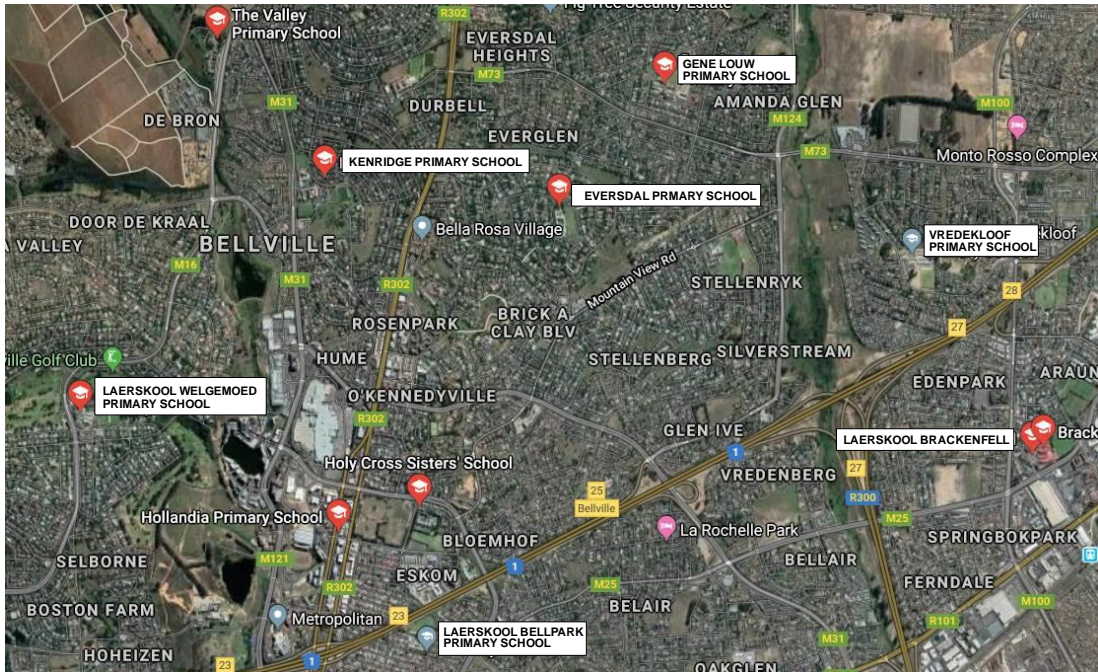 Fig Tree Security Estate
The Valley
Primary School
R302
EVERSDAL
HEIGHTS
GENE LOUW
PRIMARY SCHOOL
M73
M31
DURBELL
AMANDA GLEN
M100
DE BRON
M124
EVERGLEN
M73
Monto Rosso Complex
KENRIDGE PRIMARY SCHOOL
EVERSDAL PRIMARY SCHOOL
DOOR DE KRAAL
Bella Rosa Village
VREDEKLOOF
PRIMARY SCHOOL
ekloof
A VALLEY
BELLVILLE
M16
M31
Mountain View Rd
R302
STELLENRYK
28
BRICK A
CLAY BLV
ROSENPARK
27
HUME
STELLENBERG
SILVERSTREAM
ville Golf Club
ARAUN
EDENPARK
LAERSKOOL WELGEMOED
PRIMARY SCHOOL
O'KENNEDYVILLE
R302
GLEN IVE
LAERSKOOL BRACKENFELL
Brack
1
Holy Cross Sisters' School
VREDENBERG
27
25
Bellville
R300
Hollandia Primary School
M25
La Rochelle Park
BLOEMHOF
SPRINGBOKPARK
SELBORNE
M121
BELLAIR
1
ESKOM
M25
FERNDALE
R302
M100
BOSTON FARM
BELAIR
Metropolitan
23
R101
LAERSKOOL BELLPARK
PRIMARY SCHOOL
M31
HOHEIZEN
23
1
OAKGLEN